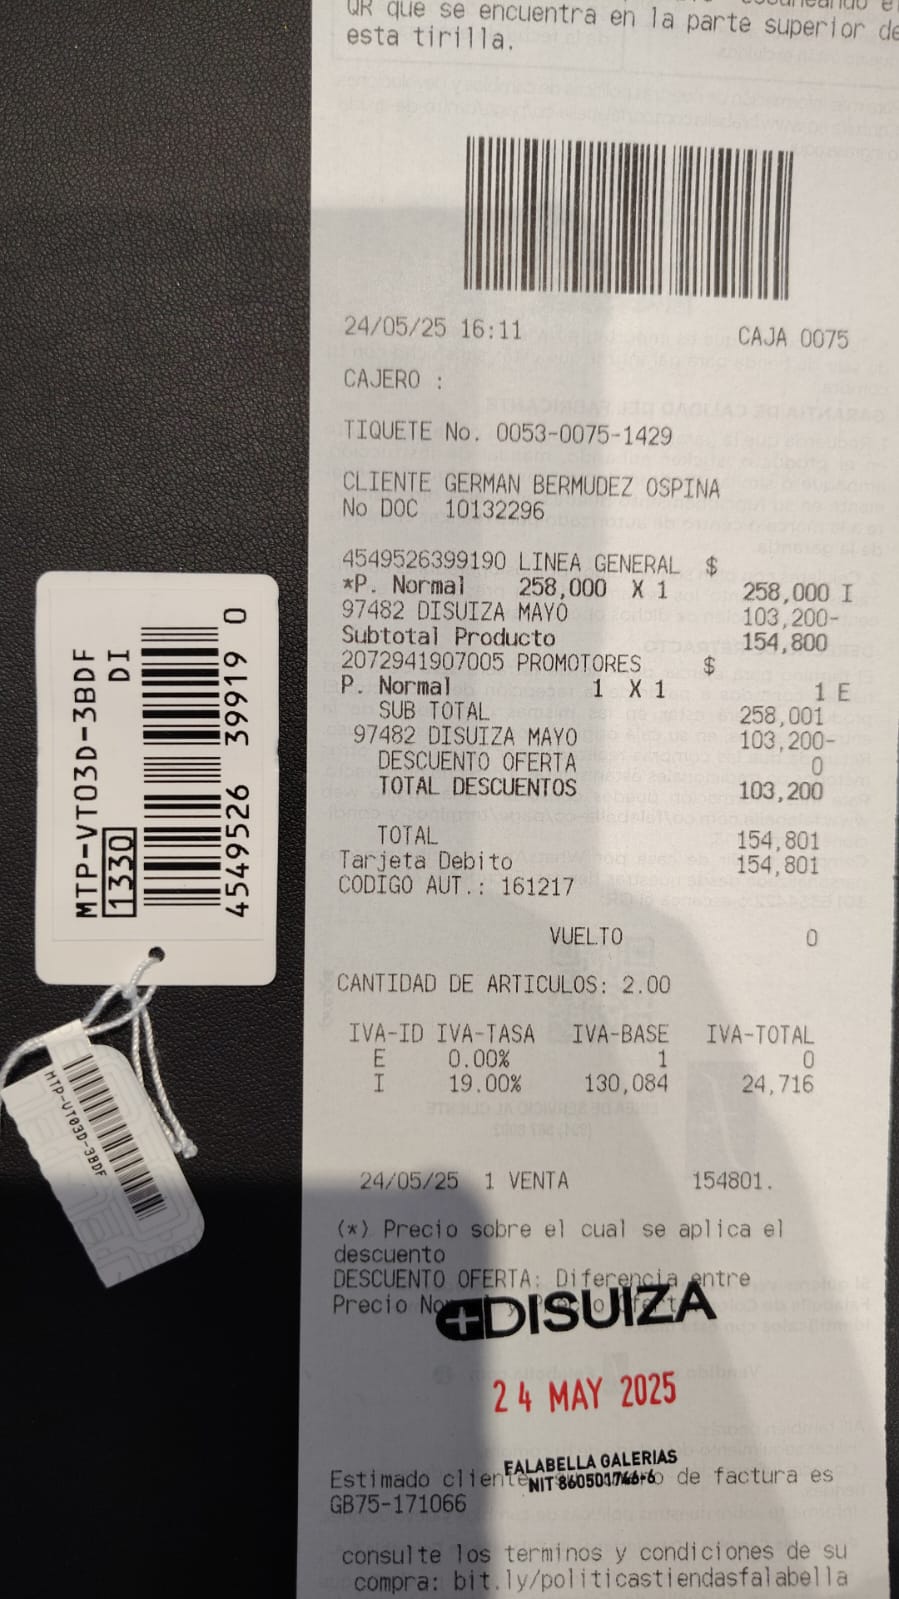 QR que se encuentra en la parte superior de
esta tirilla.
24/05/25 16:11 CAJA 0075
CAJERO :
TIQUETE No. 0053-0075-1429
CLIENTE GERMAN BERMUDEZ OSPINA
No DOC 10132296
4549526399190 LINEA GENERAL $
*P. Normal 258,000 X 1 258,000 I
97482 DISUIZA MAYO 103,200-
Subtotal Producto 154,800
2072941907005 PROMOTORES $
P. Normal 1 X 1 1 E
SUB TOTAL 258,001
97482 DISUIZA MAYO 103,200-
DESCUENTO OFERTA 0
TOTAL DESCUENTOS 103,200
TOTAL 154,801
Tarjeta Debito 154,801
CODIGO AUT.: 161217
VUELTO 0
CANTIDAD DE ARTICULOS: 2.00
IVA-ID IVA-TASA IVA-BASE IVA-TOTAL
E 0.00% 1 0
I 19.00% 130,084 24,716
24/05/25 1 VENTA 154801.
(*) Precio sobre el cual se aplica el
descuento
DESCUENTO OFERTA: Diferencia entre
Precio y Oferta
DISUIZA
24 MAY 2025
FALABELLA GALERIAS
NIT 860501746-6
Estimado cliente de factura es
GB75-171066
consulte los terminos y condiciones de su
compra: bit.ly/politicastiendasfalabella
MTP-VT03D-3BDF
DI
1330
4549526 39919 0
MTP-VT03D-3BDF